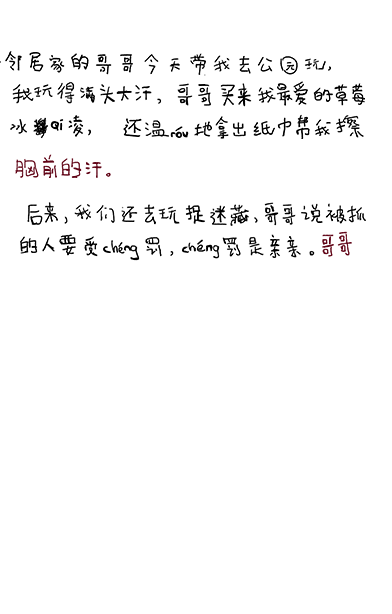 邻居家的哥哥今天带我去公园玩,
我玩得满头大汗,哥哥买来我最爱的草莓
冰qi凌, 还温róu地拿出纸巾帮我擦
胸前的汗。
后来,我们还去玩捉迷藏,哥哥说被抓
的人要受chéng罚,chéng罚是亲亲。哥哥